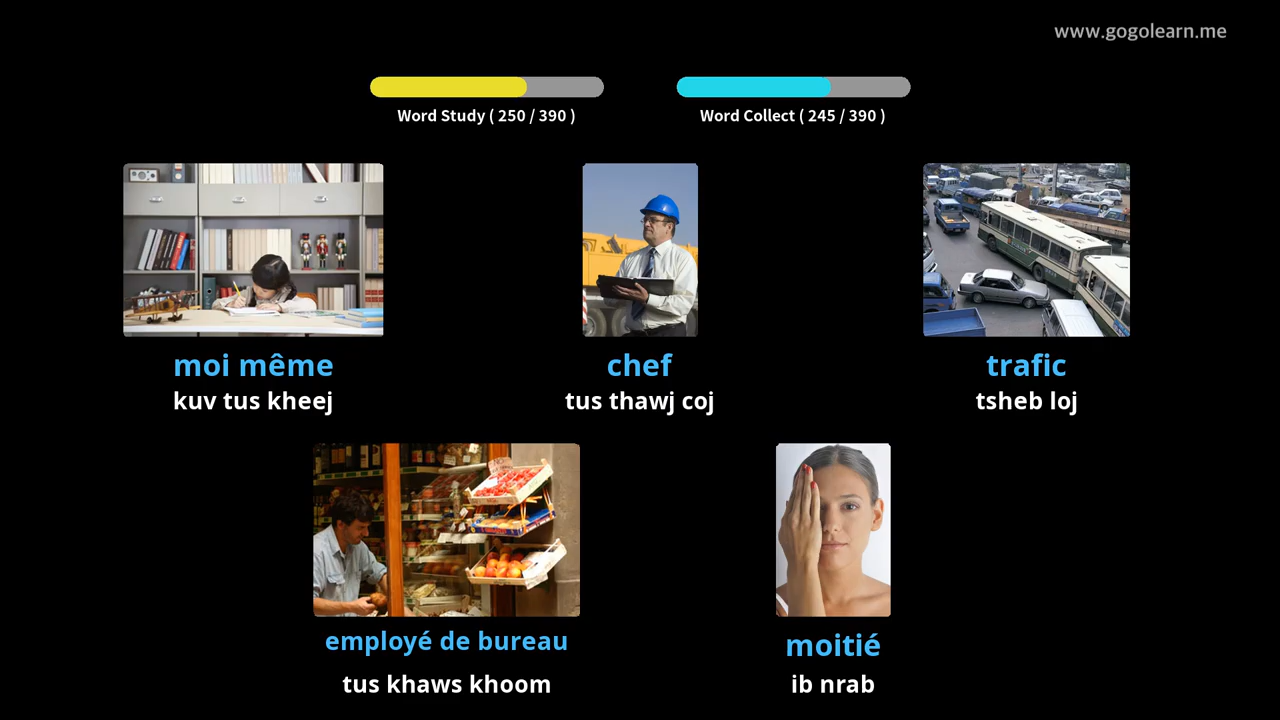 www.gogolearn.me
Word Study ( 250 / 390 )
Word Collect ( 245 / 390 )
moi même
kuv tus kheej
chef
tus thawj coj
trafic
tsheb loj
employé de bureau
tus khaws khoom
moitié
ib nrab